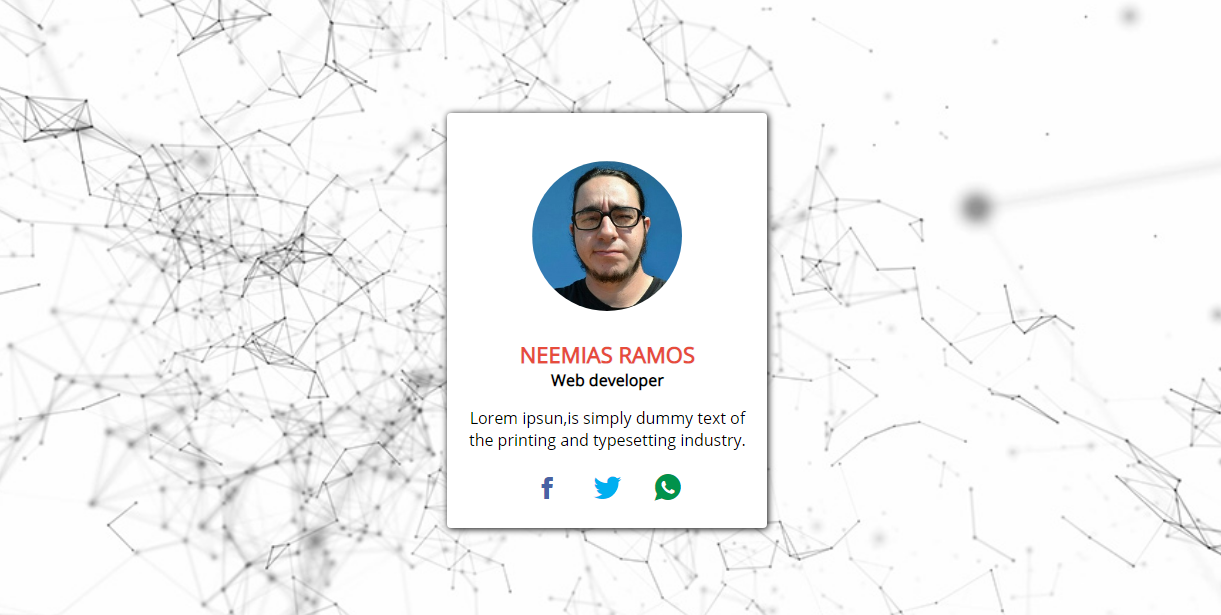 NEEMIAS RAMOS
Web developer
Lorem ipsun,is simply dummy text of
the printing and typesetting industry.